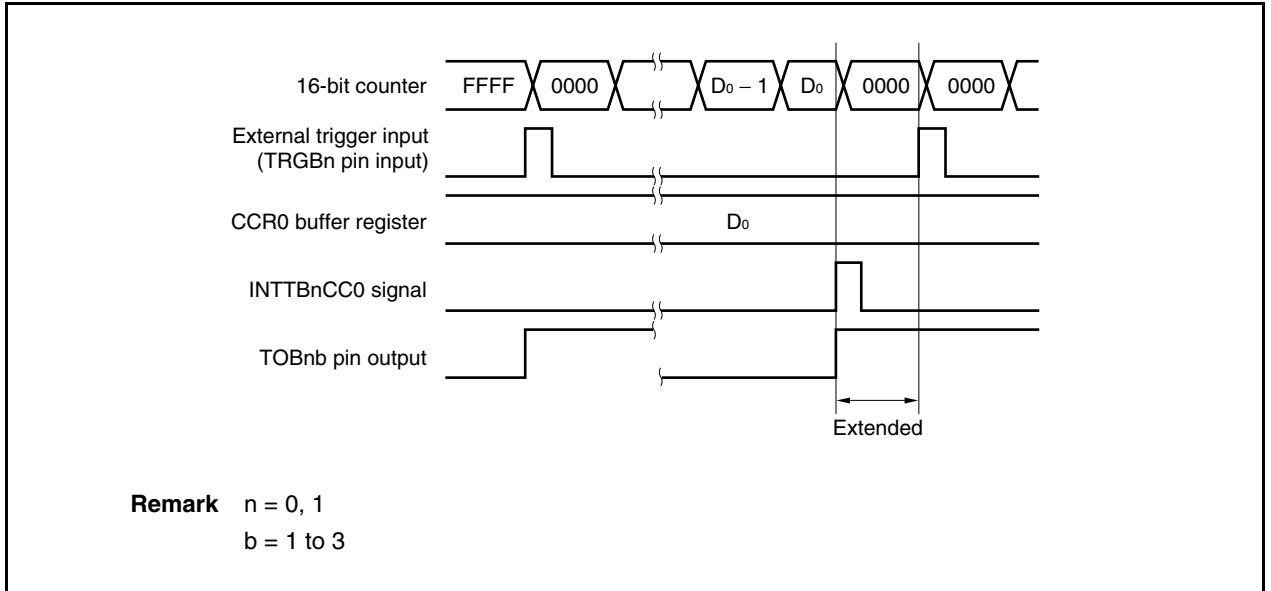 16-bit counter FFFF 0000 D₀ − 1 D₀ 0000 0000
External trigger input
(TRGBn pin input)
CCR0 buffer register D₀
INTTBnCC0 signal
TOBnb pin output
Extended
Remark n = 0, 1
b = 1 to 3